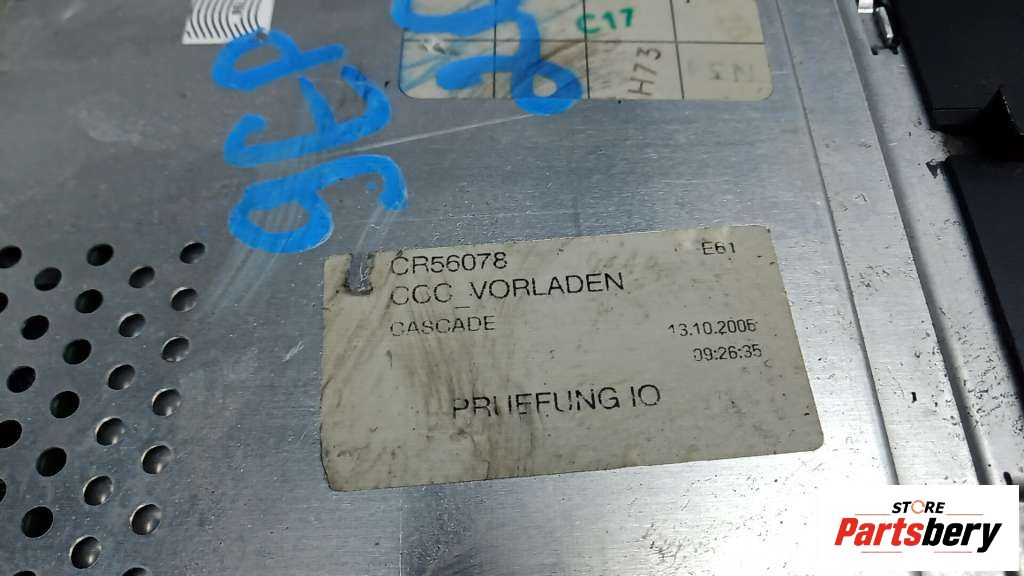 C17
H73
CR56078
E61
CCC_VORLADEN
CASCADE
13.10.2006
09:26:35
PRUEFUNG IO
STORE
Partsbery